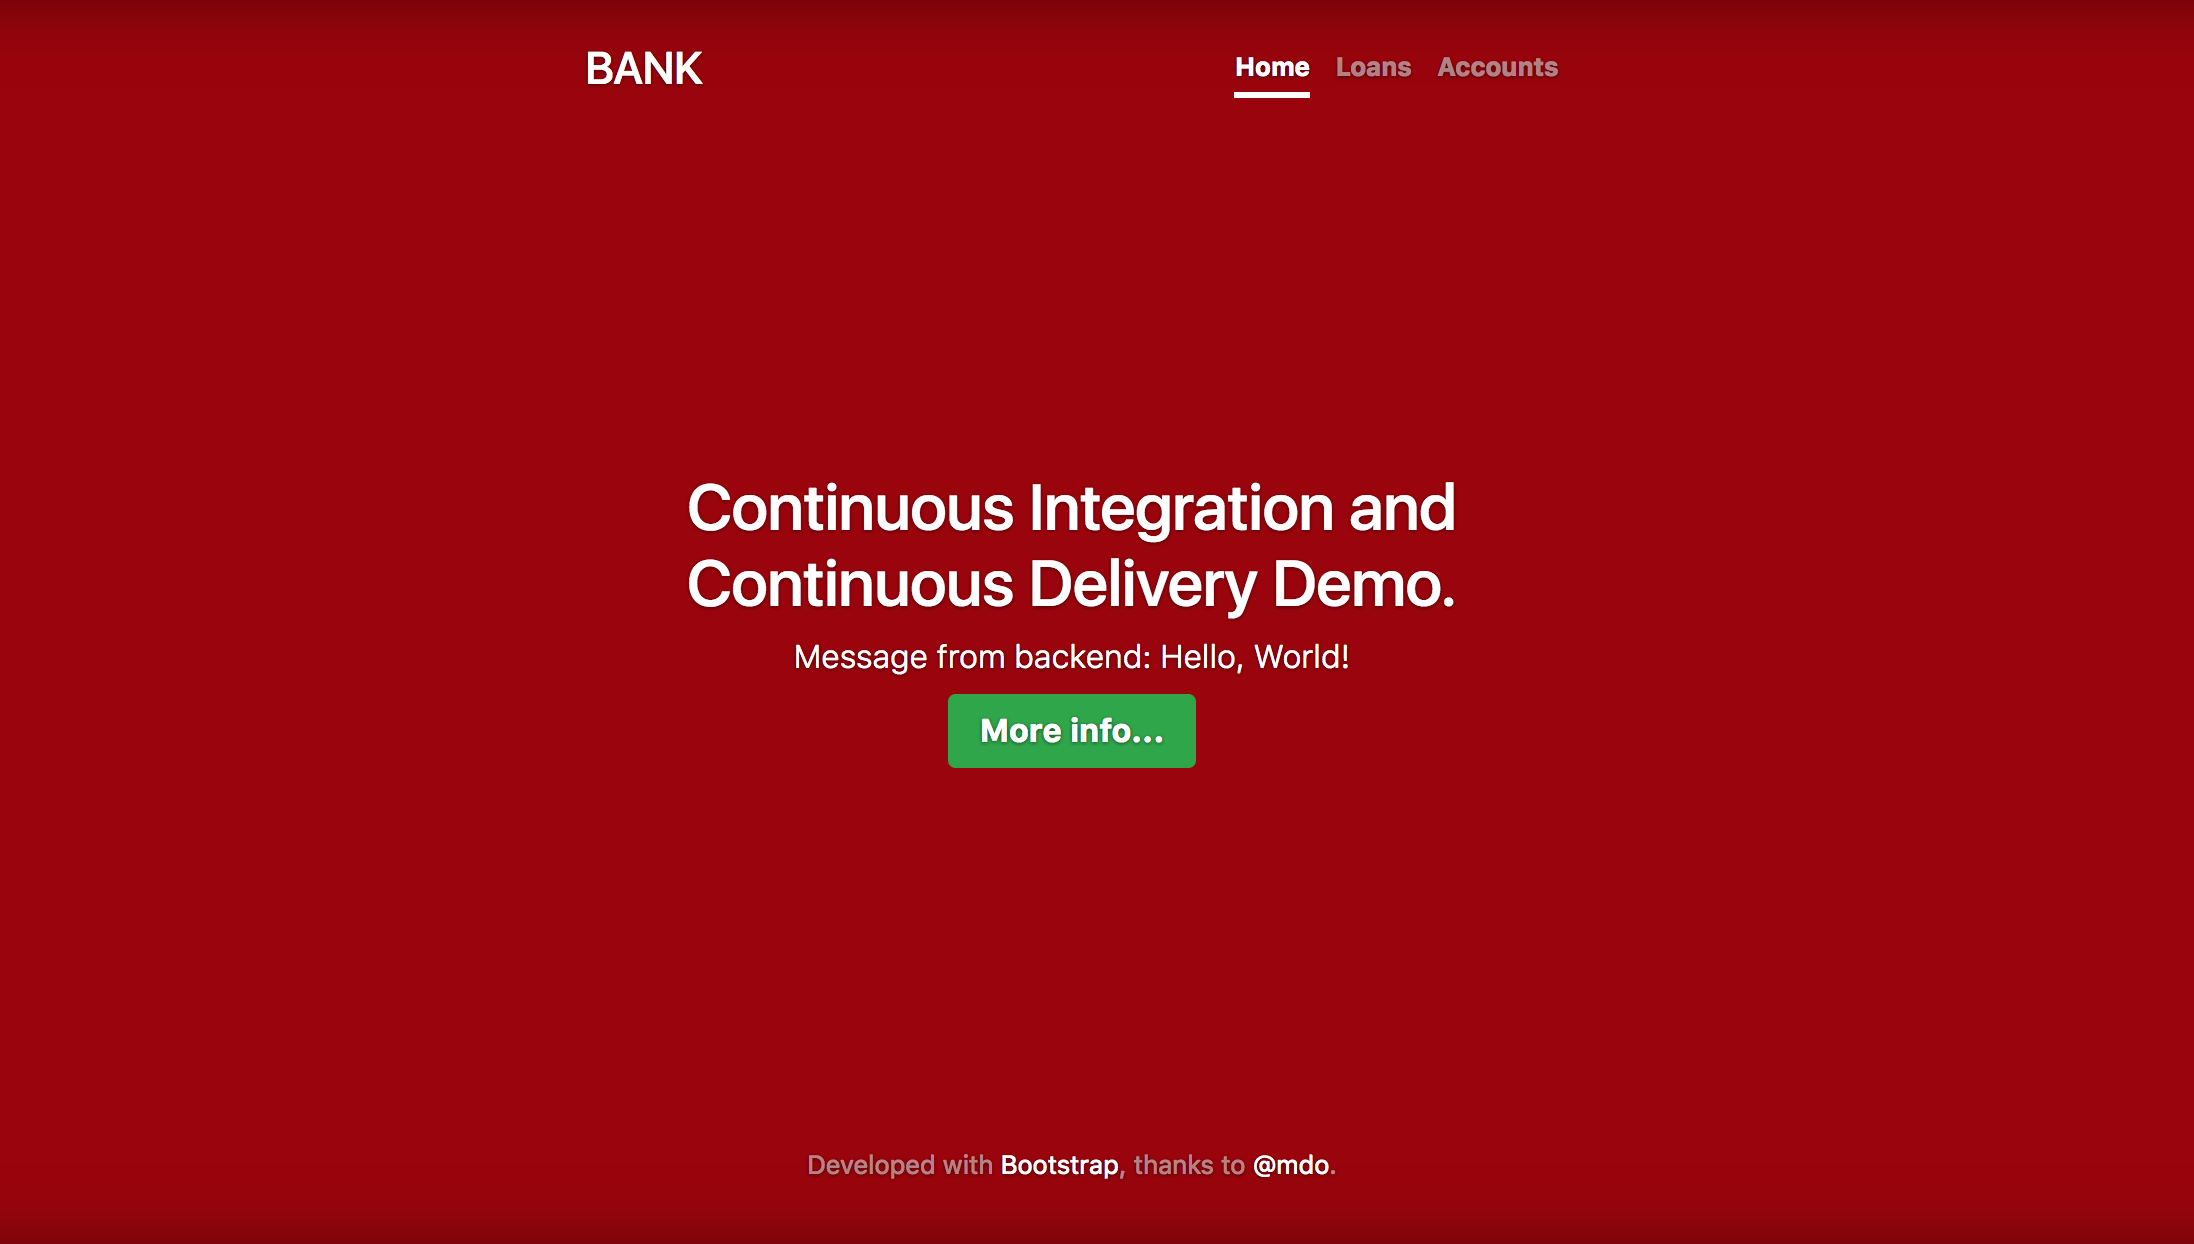 BANK
Home Loans Accounts
Continuous Integration and
Continuous Delivery Demo.
Message from backend: Hello, World!
More info...
Developed with Bootstrap, thanks to @mdo.